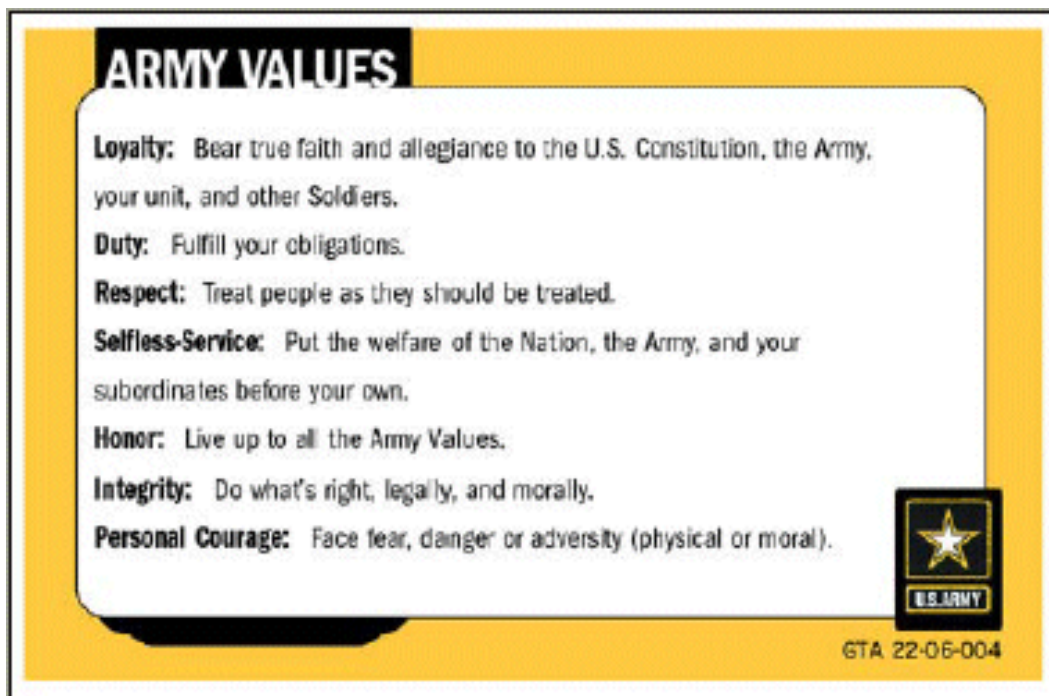 ARMY VALUES
Loyalty: Bear true faith and allegiance to the U.S. Constitution, the Army,
your unit, and other Soldiers.
Duty: Fulfill your obligations.
Respect: Treat people as they should be treated.
Selfless-Service: Put the welfare of the Nation, the Army, and your
subordinates before your own.
Honor: Live up to all the Army Values.
Integrity: Do what's right, legally, and morally.
Personal Courage: Face fear, danger or adversity (physical or moral).
U.S.ARMY
GTA 22-06-004